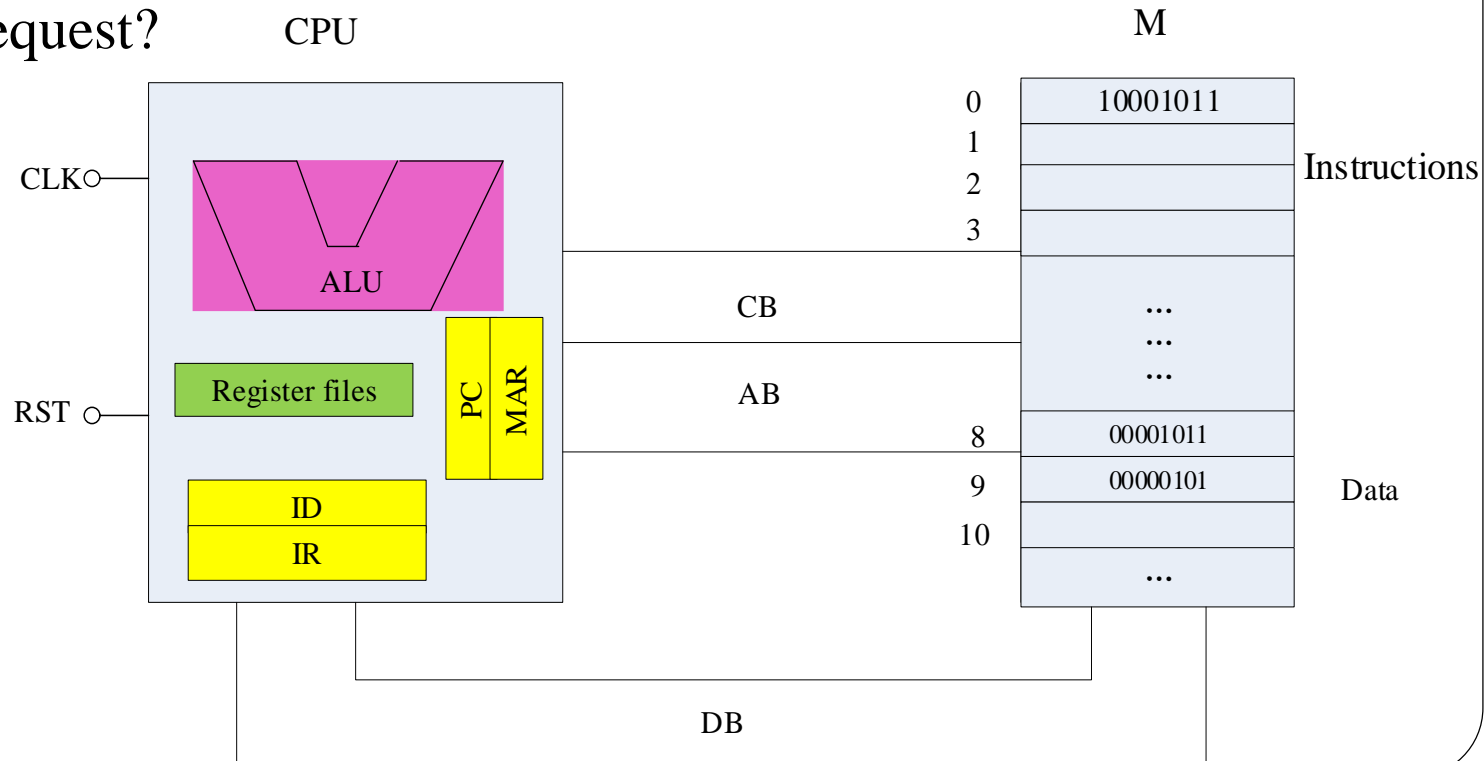 equest?
CPU
M
0 10001011
1
Instructions
CLK
2
3
ALU
CB
...
...
...
PC
MAR
Register files
AB
RST
8 00001011
9 00000101
Data
ID
10
IR
...
DB